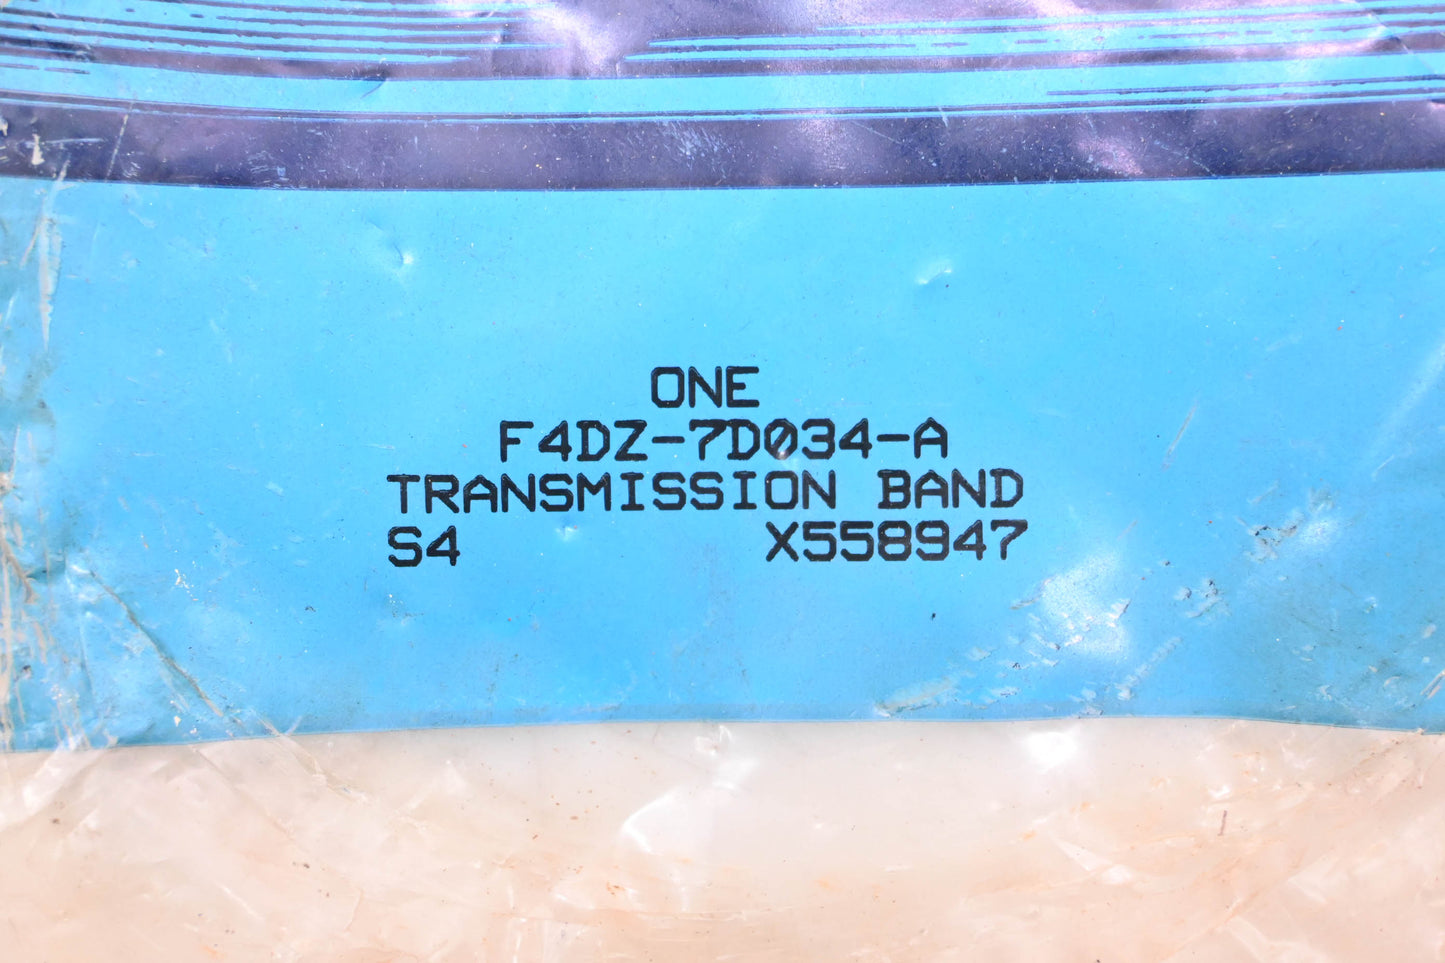 ONE
F4DZ-7D034-A
TRANSMISSION BAND
S4 X558947